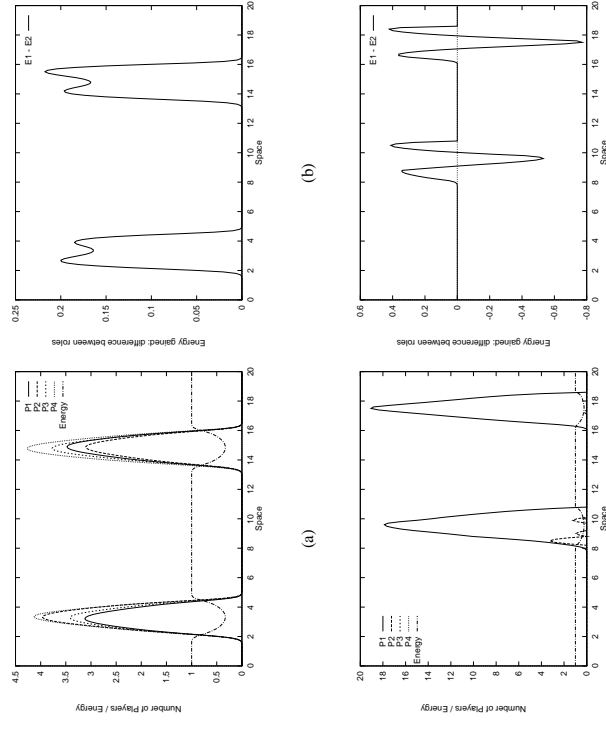 4.5
4
3.5
3
2.5
2
1.5
1
0.5
0
0 2 4 6 8 10 12 14 16 18 20
Number of Players / Energy
Space
P1
P2
P3
P4
Energy
0.25
0.2
0.15
0.1
0.05
0
0 2 4 6 8 10 12 14 16 18 20
Energy gained: difference between roles
Space
E1 - E2
(a)
(b)
20
18
16
14
12
10
8
6
4
2
0
0 2 4 6 8 10 12 14 16 18 20
Number of Players / Energy
Space
P1
P2
P3
P4
Energy
0.6
0.4
0.2
0
-0.2
-0.4
-0.6
-0.8
0 2 4 6 8 10 12 14 16 18 20
Energy gained: difference between roles
Space
E1 - E2